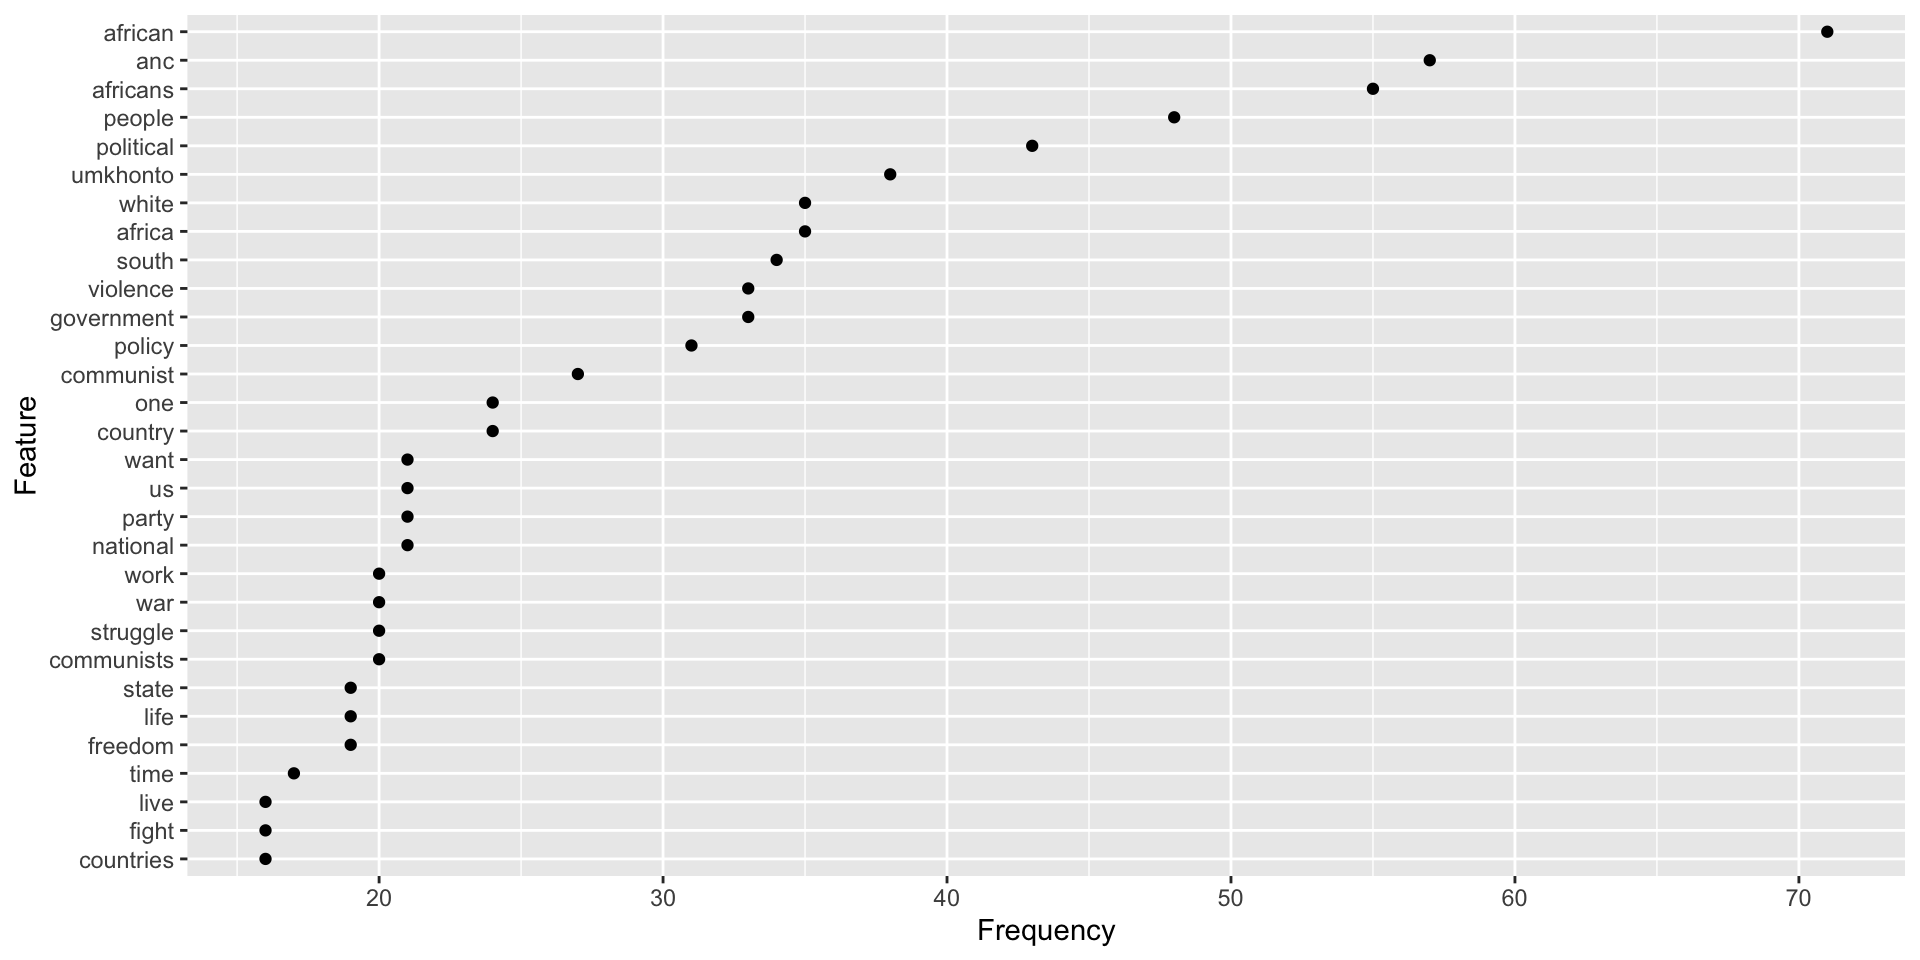 african
anc
africans
people
political
umkhonto
white
africa
south
violence
government
policy
communist
one
country
want
us
party
national
work
war
struggle
communists
state
life
freedom
time
live
fight
countries
Feature
20 30 40 50 60 70
Frequency